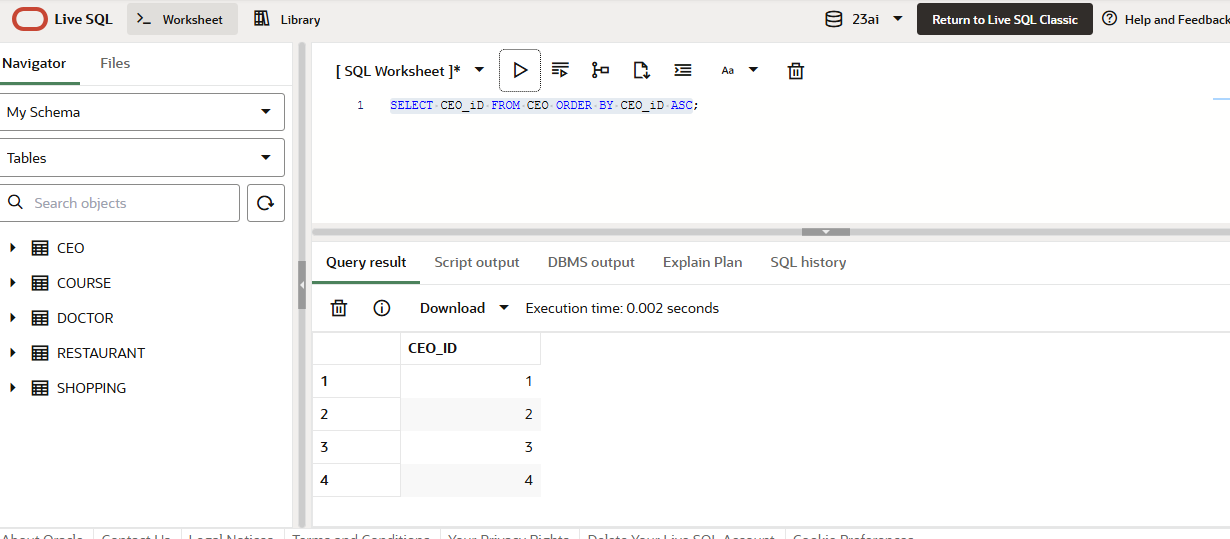 Live SQL
Worksheet
Library
23ai
Return to Live SQL Classic
Help and Feedback
Navigator
Files
[ SQL Worksheet ]*
Aa
My Schema
1 SELECT CEO_iD FROM CEO ORDER BY CEO_iD ASC;
Tables
Search objects
CEO
COURSE
DOCTOR
RESTAURANT
SHOPPING
Query result
Script output
DBMS output
Explain Plan
SQL history
Download
Execution time: 0.002 seconds
CEO_ID
1 1
2 2
3 3
4 4
About Oracle
Contact Us
Legal Notices
Terms and Conditions
Your Privacy Rights
Delete Your Live SQL Account
Cookie Preferences